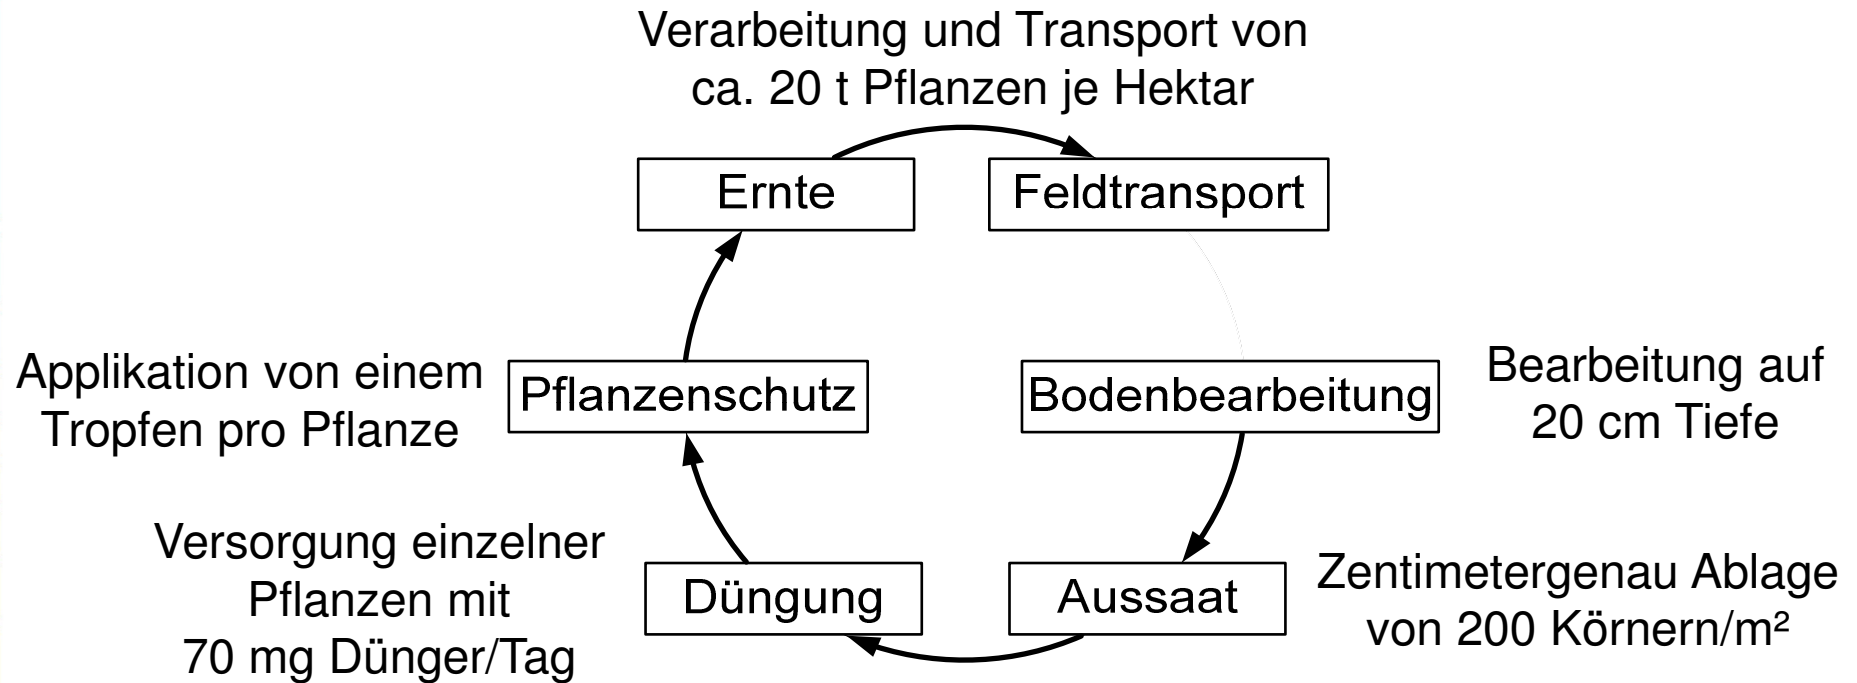 Verarbeitung und Transport von
ca. 20 t Pflanzen je Hektar
Ernte
Feldtransport
Applikation von einem
Tropfen pro Pflanze
Pflanzenschutz
Bodenbearbeitung
Bearbeitung auf
20 cm Tiefe
Versorgung einzelner
Pflanzen mit
70 mg Dünger/Tag
Düngung
Aussaat
Zentimetergenau Ablage
von 200 Körnern/m²